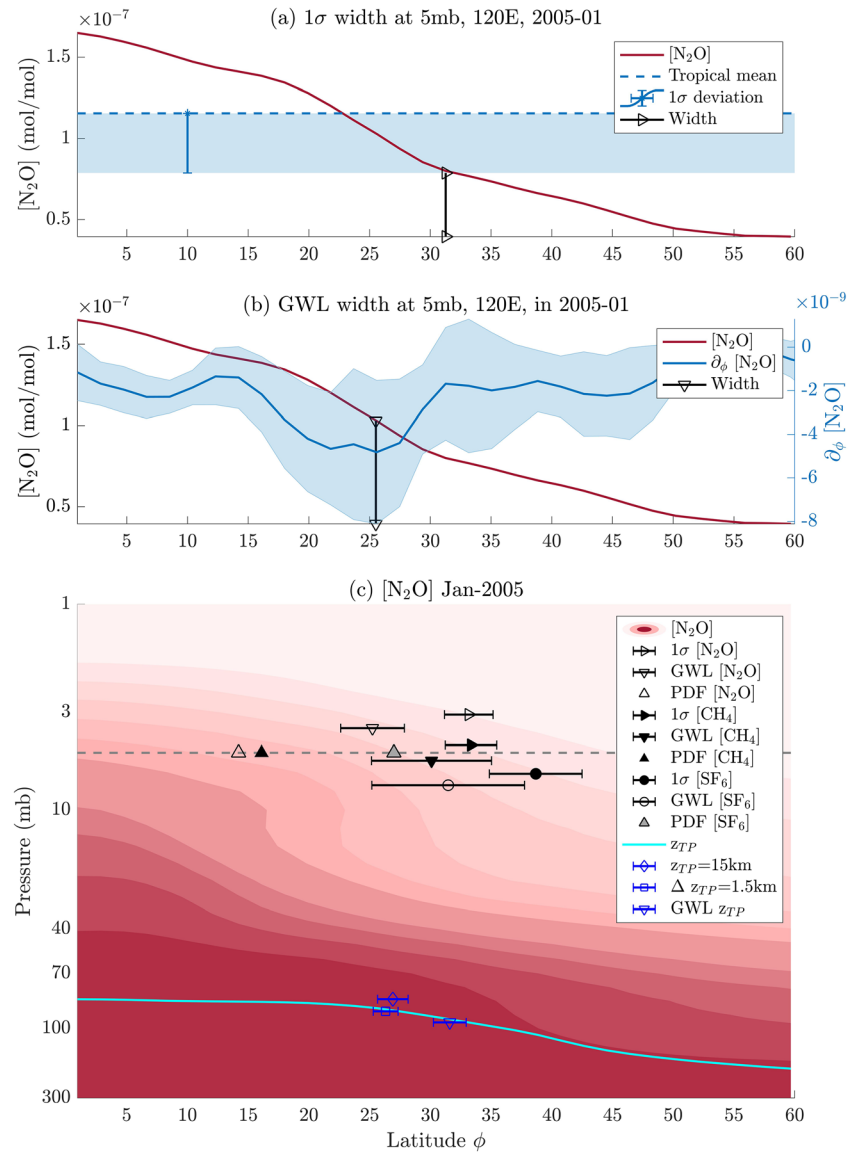 (a) 1σ width at 5mb, 120E, 2005-01
×10⁻⁷
[N₂O] (mol/mol)
1.5
1
0.5
[N₂O]
Tropical mean
1σ deviation
Width
5 10 15 20 25 30 35 40 45 50 55 60
(b) GWL width at 5mb, 120E, in 2005-01
×10⁻⁷
×10⁻⁹
[N₂O] (mol/mol)
1.5
1
0.5
[N₂O]
∂ϕ [N₂O]
Width
0
-2
-4
-6
-8
∂ϕ [N₂O]
5 10 15 20 25 30 35 40 45 50 55 60
(c) [N₂O] Jan-2005
Pressure (mb)
1
3
10
40
70
100
300
[N₂O]
1σ [N₂O]
GWL [N₂O]
PDF [N₂O]
1σ [CH₄]
GWL [CH₄]
PDF [CH₄]
1σ [SF₆]
GWL [SF₆]
PDF [SF₆]
z_TP
z_TP=15km
Δ z_TP=1.5km
GWL z_TP
5 10 15 20 25 30 35 40 45 50 55 60
Latitude ϕ